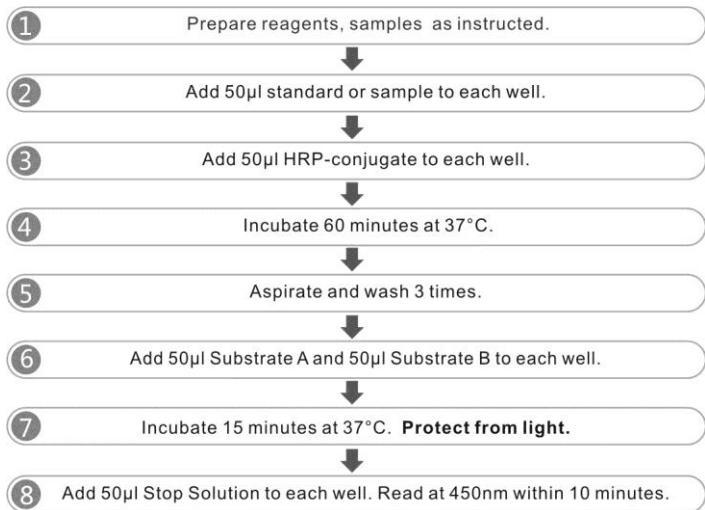 1 Prepare reagents, samples as instructed.
2 Add 50μl standard or sample to each well.
3 Add 50μl HRP-conjugate to each well.
4 Incubate 60 minutes at 37°C.
5 Aspirate and wash 3 times.
6 Add 50μl Substrate A and 50μl Substrate B to each well.
7 Incubate 15 minutes at 37°C. Protect from light.
8 Add 50μl Stop Solution to each well. Read at 450nm within 10 minutes.